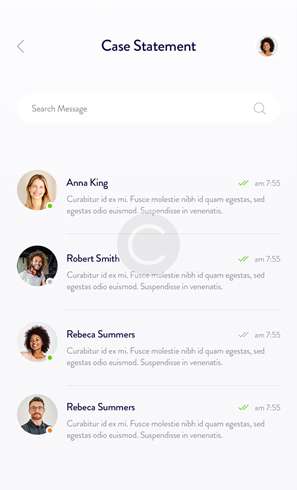 Case Statement
Search Message
Anna King
am 7:55
Curabitur id ex mi. Fusce molestie nibh id quam egestas, sed
egestas odio euismod. Suspendisse in venenatis.
Robert Smith
am 7:55
Curabitur id ex mi. Fusce molestie nibh id quam egestas, sed
egestas odio euismod. Suspendisse in venenatis.
Rebeca Summers
am 7:55
Curabitur id ex mi. Fusce molestie nibh id quam egestas, sed
egestas odio euismod. Suspendisse in venenatis.
Rebeca Summers
am 7:55
Curabitur id ex mi. Fusce molestie nibh id quam egestas, sed
egestas odio euismod. Suspendisse in venenatis.